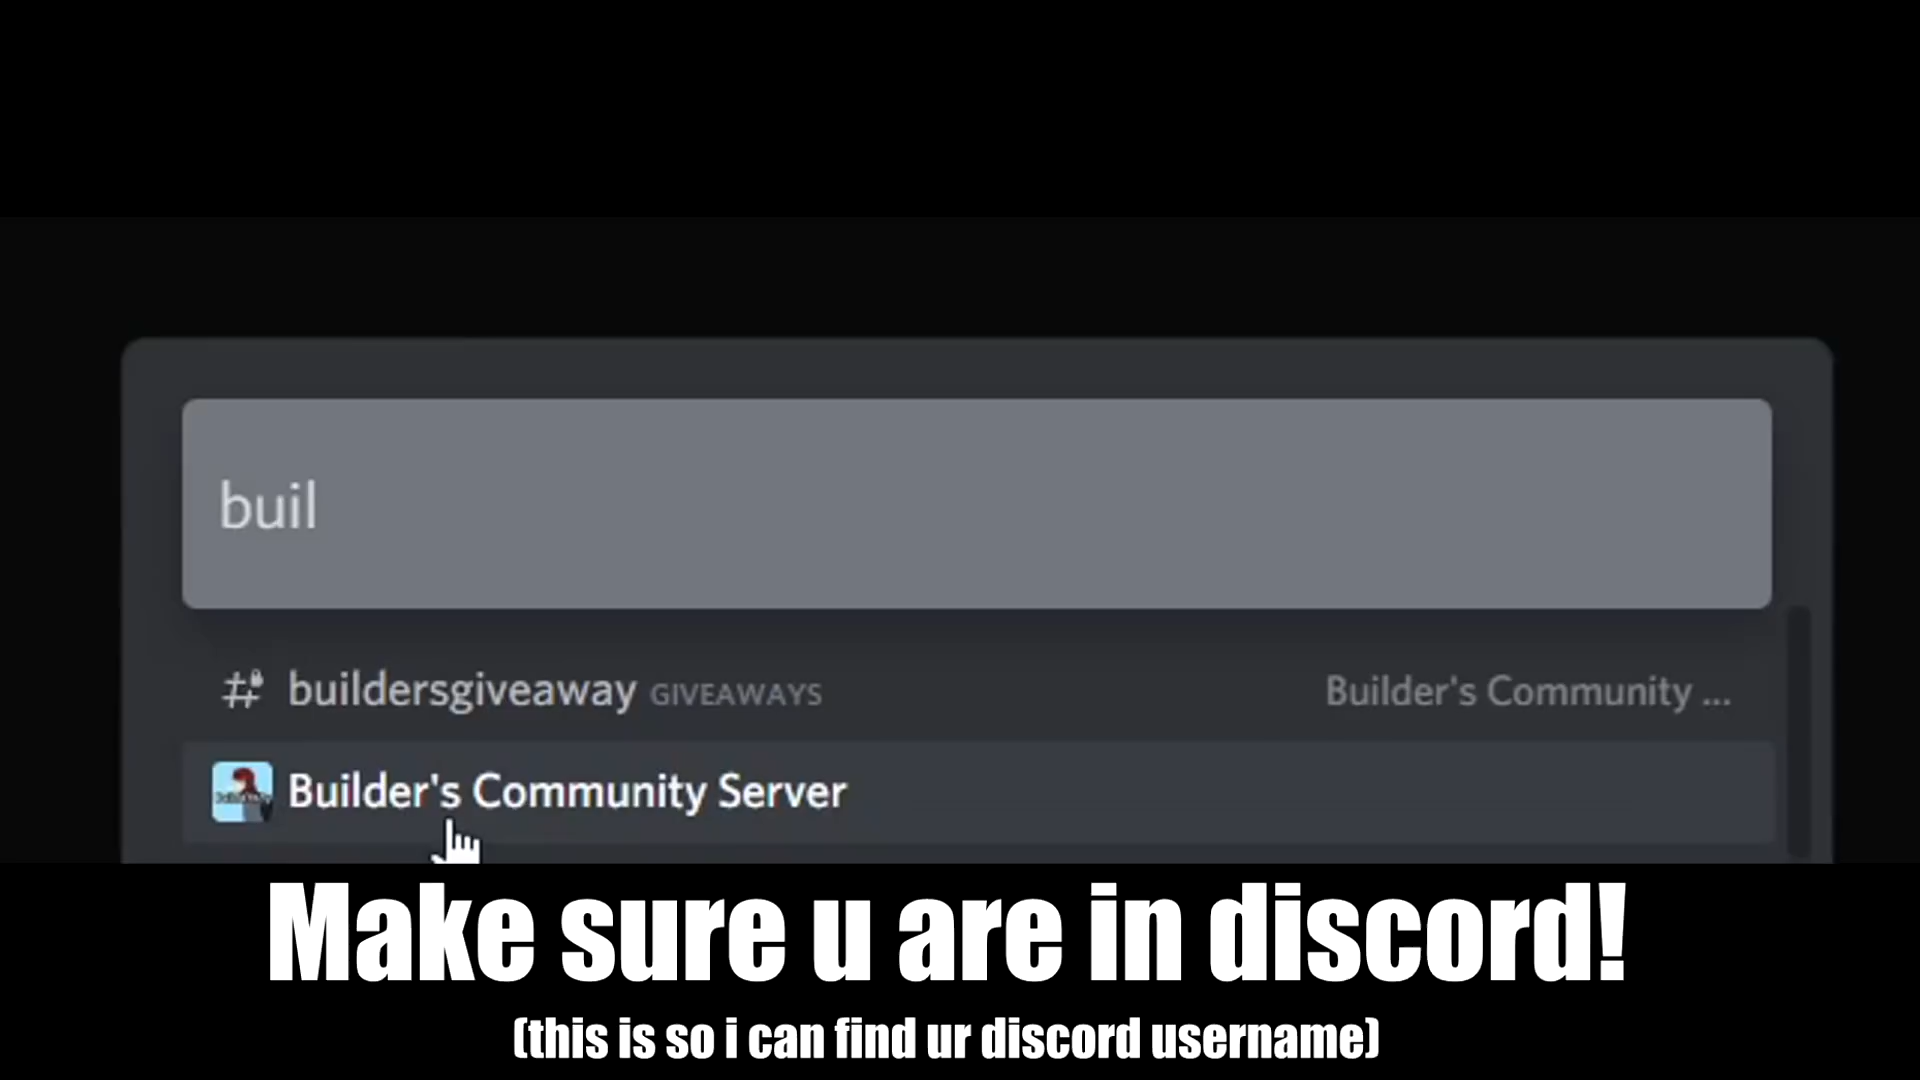 buil
buildersgiveaway GIVEAWAYS Builder's Community ...
Builder's Community Server
Make sure u are in discord!
(this is so i can find ur discord username)